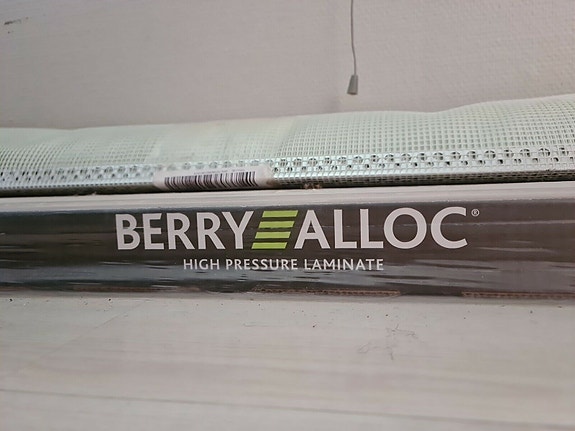 BERRY ALLOC®
HIGH PRESSURE LAMINATE